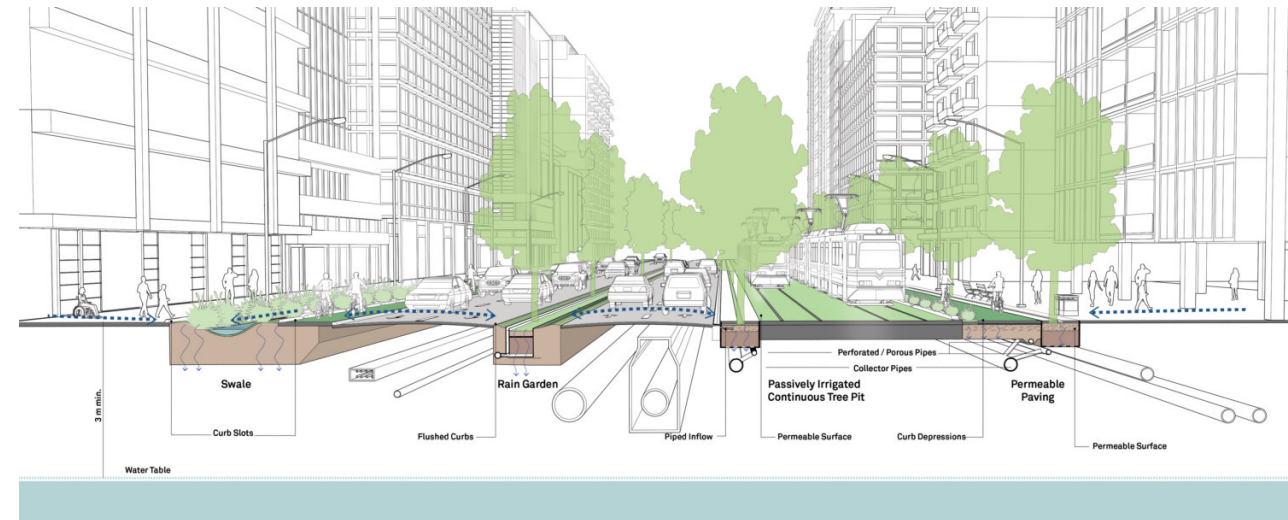 Perforated / Porous Pipes
Collector Pipes
Swale
Rain Garden
Passively Irrigated
Continuous Tree Pit
Permeable
Paving
3 m min.
Curb Slots
Flushed Curbs
Piped Inflow
Permeable Surface
Curb Depressions
Permeable Surface
Water Table